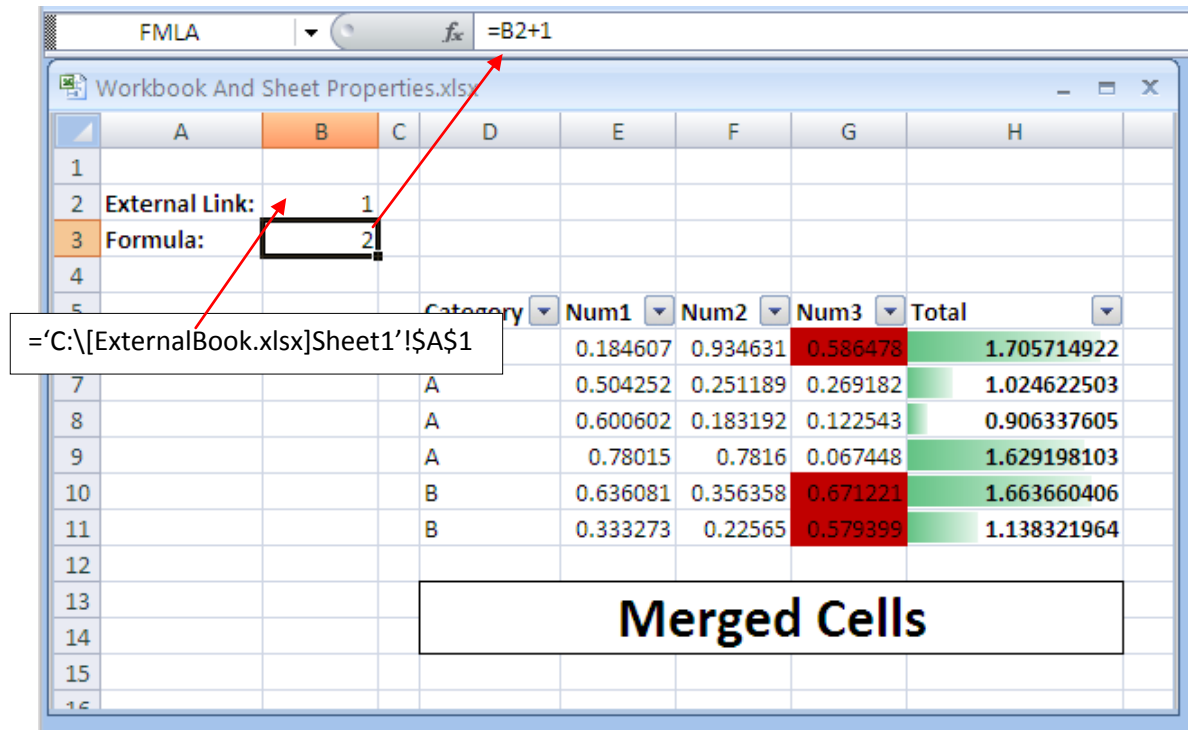 FMLA fx =B2+1
Workbook And Sheet Properties.xlsx
A B C D E F G H
1
2 External Link: 1
3 Formula: 2
4
5 Category Num1 Num2 Num3 Total
='C:\[ExternalBook.xlsx]Sheet1'!$A$1
0.184607 0.934631 0.586478 1.705714922
7 A 0.504252 0.251189 0.269182 1.024622503
8 A 0.600602 0.183192 0.122543 0.906337605
9 A 0.78015 0.7816 0.067448 1.629198103
10 B 0.636081 0.356358 0.671221 1.663660406
11 B 0.333273 0.22565 0.579399 1.138321964
12
13
Merged Cells
14
15
16